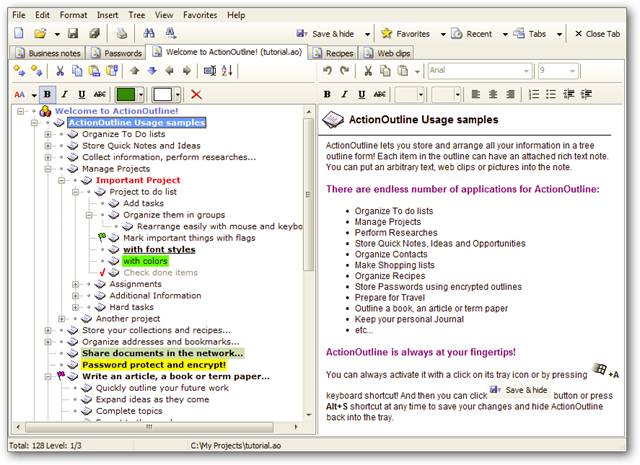 File Edit Format Insert Tree View Favorites Help
Save & hide Favorites Recent Tabs Close Tab
Business notes Passwords Welcome to ActionOutline! (tutorial.ao) Recipes Web clips
Arial 9
AA B I U ABC
B I U ABC
Welcome to ActionOutline!
ActionOutline Usage samples
Organize To Do lists
Store Quick Notes and Ideas
Collect information, perform researches...
Manage Projects
Important Project
Project to do list
Add tasks
Organize them in groups
Rearrange easily with mouse and keybo
Mark important things with flags
with font styles
with colors
Check done items
Assignments
Additional Information
Hard tasks
Another project
Store your collections and recipes...
Organize addresses and bookmarks...
Share documents in the network...
Password protect and encrypt!
Write an article, a book or term paper...
Quickly outline your future work
Expand ideas as they come
Complete topics
ActionOutline Usage samples
ActionOutline lets you store and arrange all your information in a tree
outline form! Each item in the outline can have an attached rich text note.
You can put an arbitrary text, web clips or pictures into the note.
There are endless number of applications for ActionOutline:
Organize To do lists
Manage Projects
Perform Researches
Store Quick Notes, Ideas and Opportunities
Organize Contacts
Make Shopping lists
Organize Recipes
Store Passwords using encrypted outlines
Prepare for Travel
Outline a book, an article or term paper
Keep your personal Journal
etc...
ActionOutline is always at your fingertips!
You can always activate it with a click on its tray icon or by pressing +A
keyboard shortcut! And then you can click Save & hide button or press
Alt+S shortcut at any time to save your changes and hide ActionOutline
back into the tray.
Total: 128 Level: 1/3 C:\My Projects\tutorial.ao